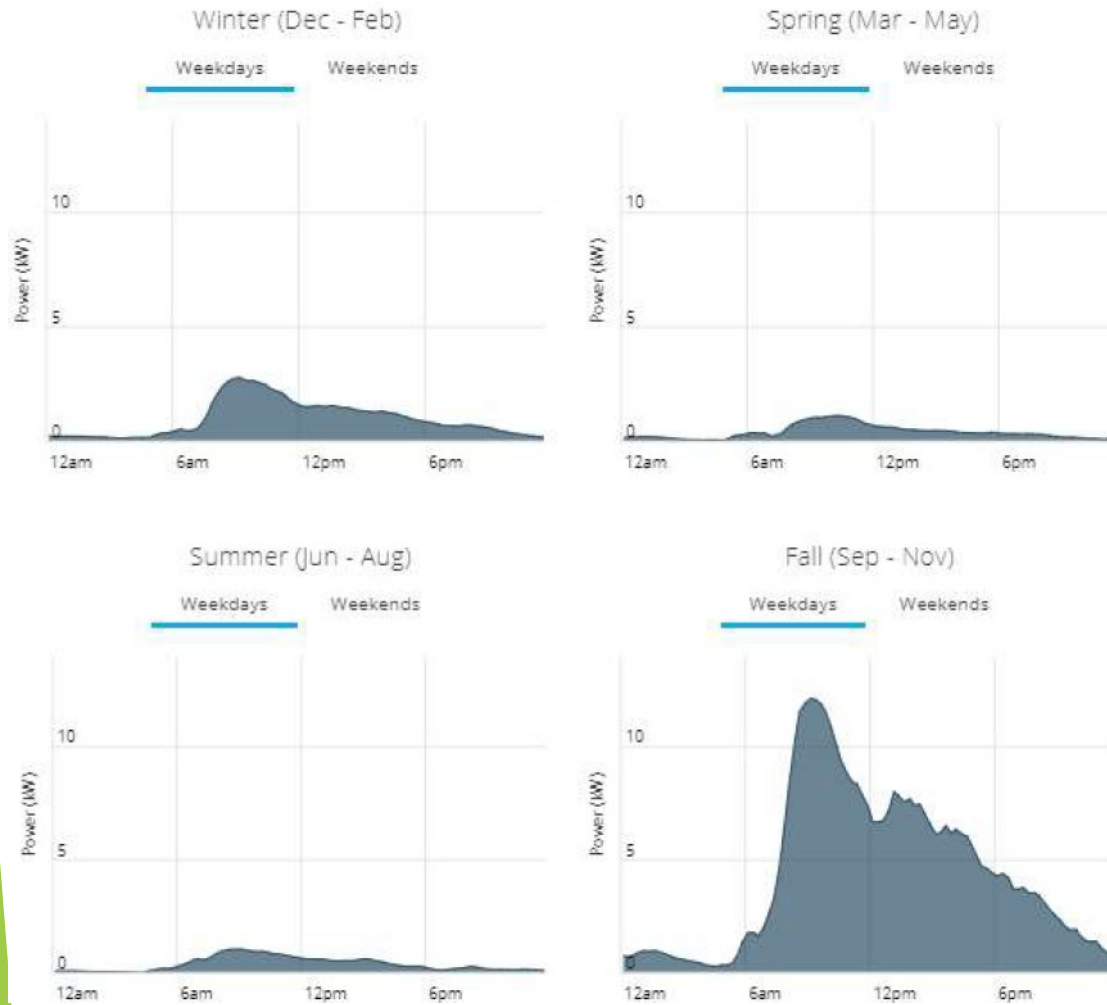 Winter (Dec - Feb)
Weekdays Weekends
10
Power (kW)
5
0
12am 6am 12pm 6pm
Spring (Mar - May)
Weekdays Weekends
10
Power (kW)
5
0
12am 6am 12pm 6pm
Summer (Jun - Aug)
Weekdays Weekends
10
Power (kW)
5
0
12am 6am 12pm 6pm
Fall (Sep - Nov)
Weekdays Weekends
10
Power (kW)
5
0
12am 6am 12pm 6pm